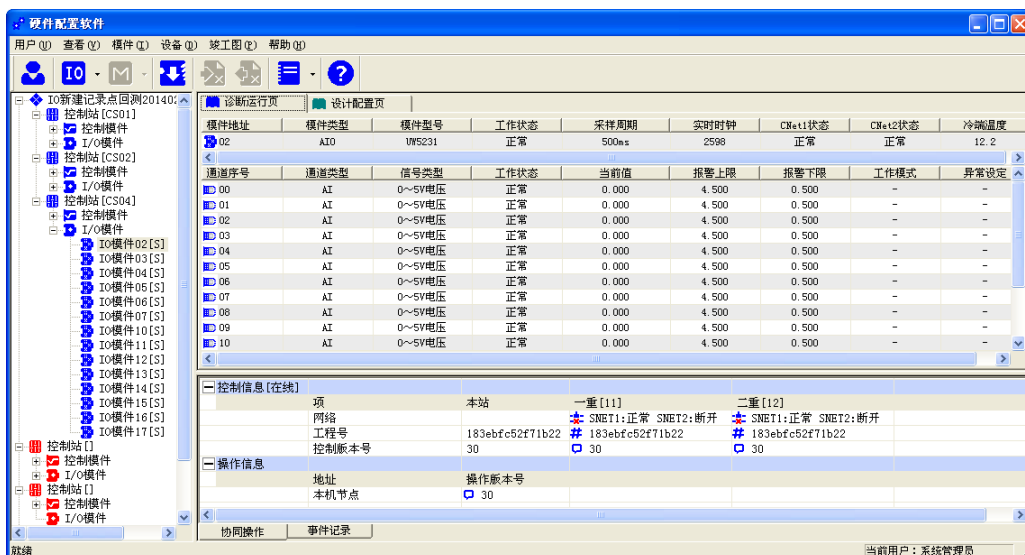 硬件配置软件
用户(U) 查看(V) 模件(I) 设备(D) 竣工图(P) 帮助(H)
IO M
IO新建记录点回测20140
控制站[CS01]
控制模件
I/O模件
控制站[CS02]
控制模件
I/O模件
控制站[CS04]
控制模件
I/O模件
IO模件02[S]
IO模件03[S]
IO模件04[S]
IO模件05[S]
IO模件06[S]
IO模件07[S]
IO模件10[S]
IO模件11[S]
IO模件12[S]
IO模件13[S]
IO模件14[S]
IO模件15[S]
IO模件16[S]
IO模件17[S]
控制站[]
控制模件
I/O模件
控制站[]
控制模件
I/O模件
诊断运行页 设计配置页
模件地址 模件类型 模件型号 工作状态 采样周期 实时时钟 CNet1状态 CNet2状态 冷端温度
02 AIO UW5231 正常 500ms 2598 正常 正常 12.2
通道序号 通道类型 信号类型 工作状态 当前值 报警上限 报警下限 工作模式 异常设定
00 AI 0～5V电压 正常 0.000 4.500 0.500 - -
01 AI 0～5V电压 正常 0.000 4.500 0.500 - -
02 AI 0～5V电压 正常 0.000 4.500 0.500 - -
03 AI 0～5V电压 正常 0.000 4.500 0.500 - -
04 AI 0～5V电压 正常 0.000 4.500 0.500 - -
05 AI 0～5V电压 正常 0.000 4.500 0.500 - -
06 AI 0～5V电压 正常 0.000 4.500 0.500 - -
07 AI 0～5V电压 正常 0.000 4.500 0.500 - -
08 AI 0～5V电压 正常 0.000 4.500 0.500 - -
09 AI 0～5V电压 正常 0.000 4.500 0.500 - -
10 AI 0～5V电压 正常 0.000 4.500 0.500 - -
控制信息[在线]
项 本站 一重[11] 二重[12]
网络 SNET1:正常 SNET2:断开 SNET1:正常 SNET2:断开
工程号 183ebfc52f71b22 183ebfc52f71b22 183ebfc52f71b22
控制版本号 30 30 30
操作信息
地址 操作版本号
本机节点 30
协同操作 事件记录
就绪 当前用户：系统管理员